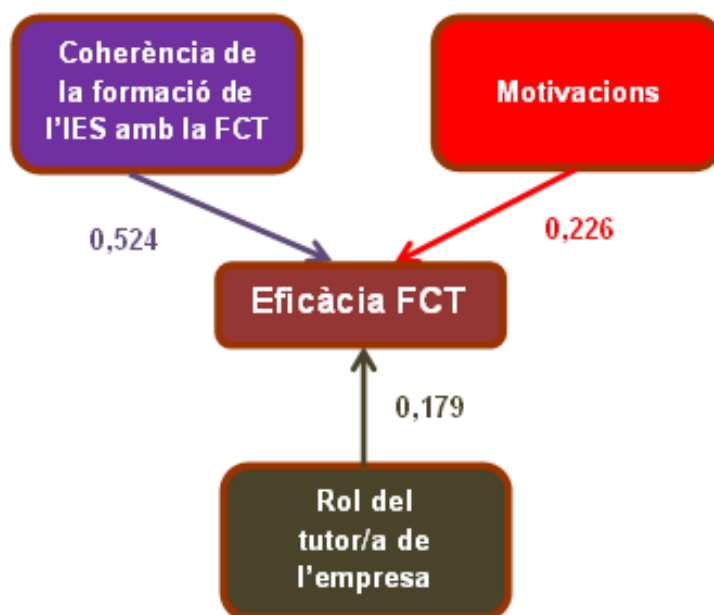 Coherència de
la formació de
l'IES amb la FCT
Motivacions
0,524
0,226
Eficàcia FCT
0,179
Rol del
tutor/a de
l'empresa